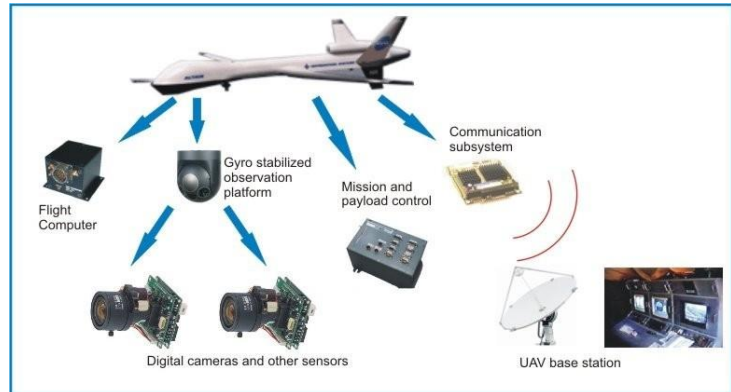 ALTAIR
Communication
subsystem
Gyro stabilized
observation
platform
Mission and
payload control
Flight
Computer
Digital cameras and other sensors
UAV base station